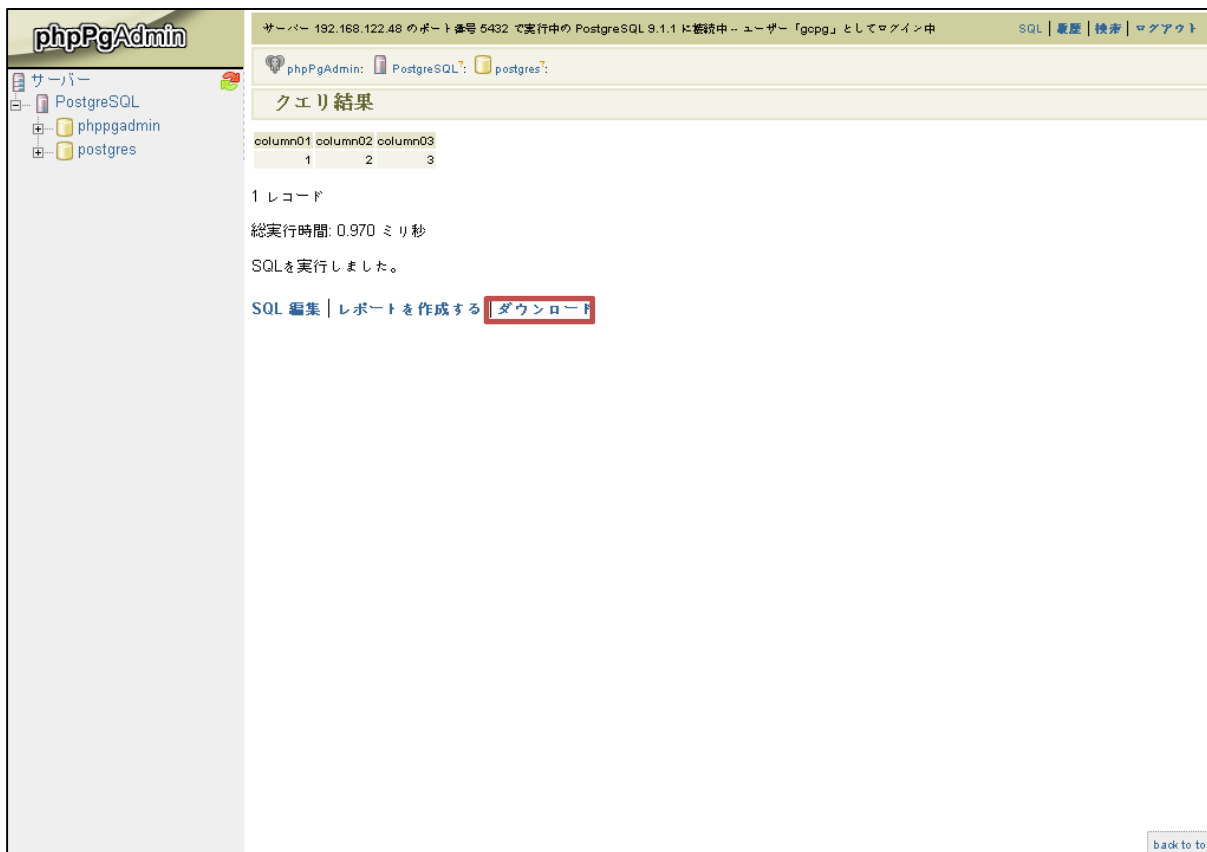 phpPgAdmin
サーバー
PostgreSQL
phppgadmin
postgres
サーバー 192.168.122.48 のポート番号 5432 で実行中の PostgreSQL 9.1.1 に接続中 -- ユーザー「gopg」としてログイン中
SQL | 履歴 | 検索 | ログアウト
phpPgAdmin: PostgreSQL?: postgres?:
クエリ結果
column01 column02 column03
1 2 3
1 レコード
総実行時間: 0.970 ミリ秒
SQLを実行しました。
SQL 編集 | レポートを作成する | ダウンロード
back to to